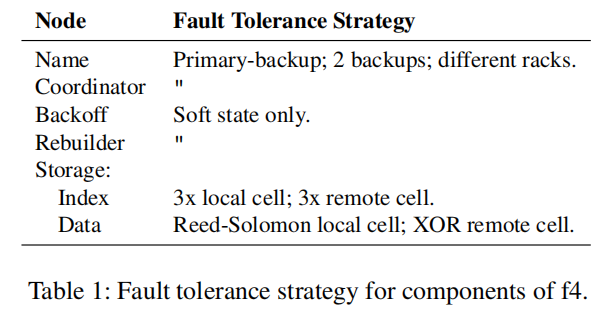 Node Fault Tolerance Strategy
Name Primary-backup; 2 backups; different racks.
Coordinator "
Backoff Soft state only.
Rebuilder "
Storage:
Index 3x local cell; 3x remote cell.
Data Reed-Solomon local cell; XOR remote cell.
Table 1: Fault tolerance strategy for components of f4.